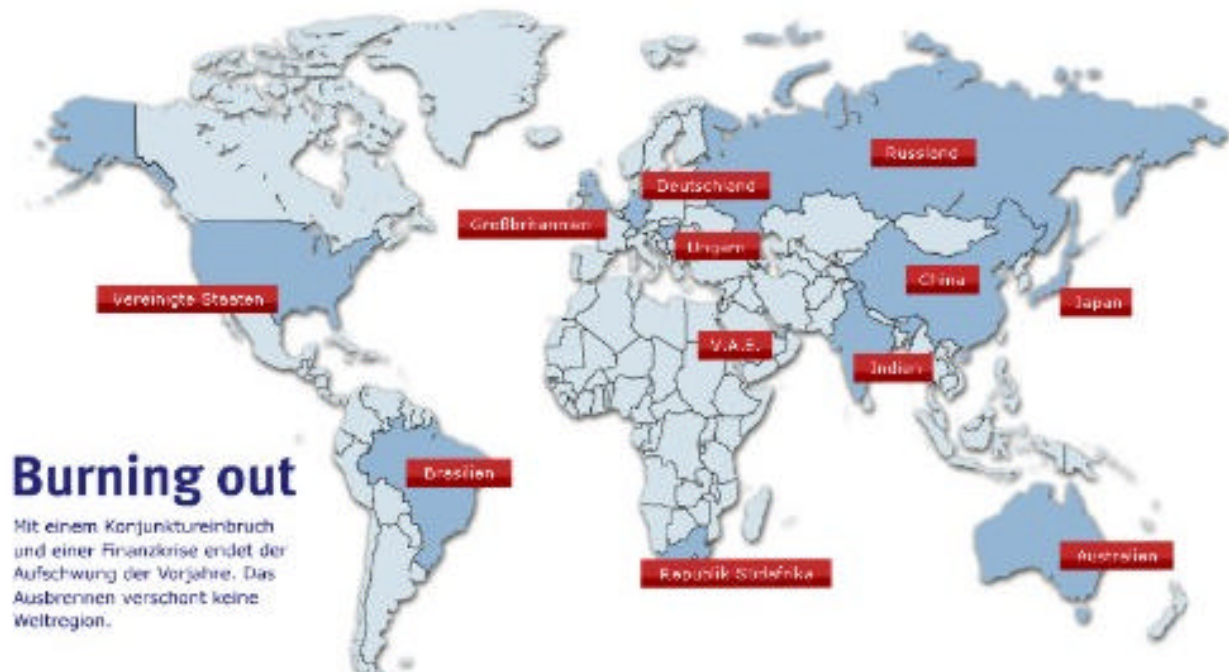 Russland
Deutschland
Großbritannien
Ungarn
China
Vereinigte Staaten
Japan
V.A.E.
Indien
Burning out
Brasilien
Mit einem Konjunktureinbruch
und einer Finanzkrise endet der
Aufschwung der Vorjahre. Das
Ausbrennen verschont keine
Weltregion.
Australien
Republik Südafrika